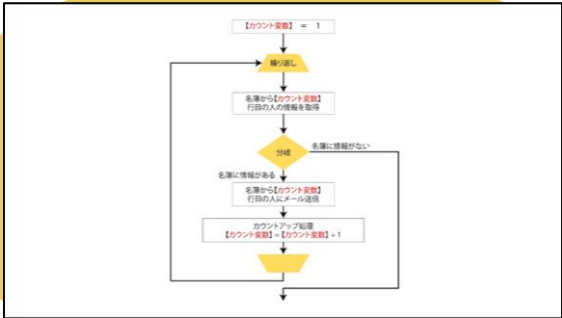 【カウント変数】 = 1
繰り返し
名簿から【カウント変数】
行目の人の情報を取得
分岐
名簿に情報がない
名簿に情報がある
名簿から【カウント変数】
行目の人にメール送信
カウントアップ処理
【カウント変数】=【カウント変数】+1